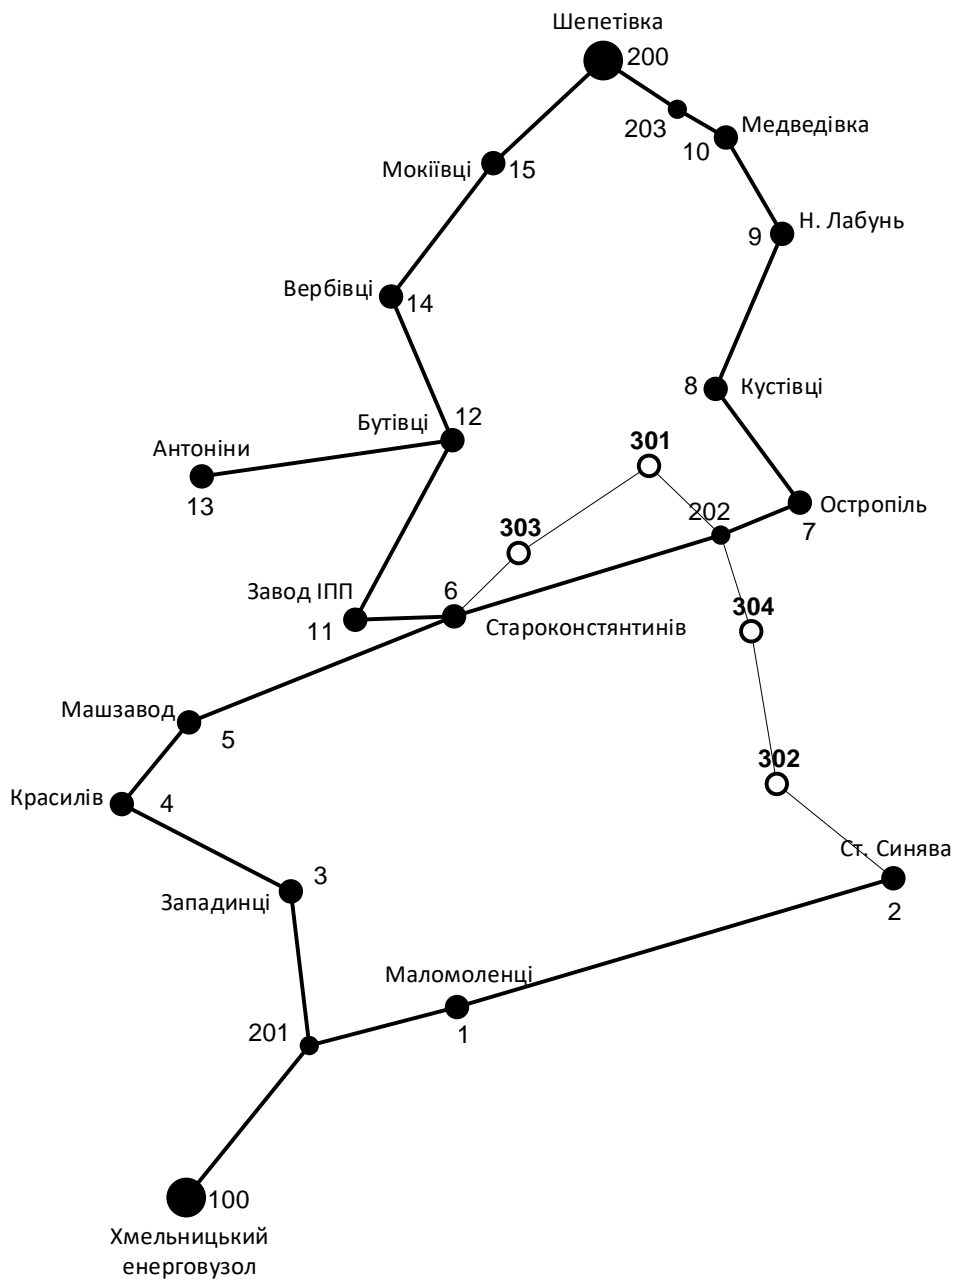 Шепетівка
200
203
Медведівка
10
Мокіївці
15
Н. Лабунь
9
Вербівці
14
8
Кустівці
12
Бутівці
301
Антоніни
13
202
Остропіль
7
303
6
Завод ІПП
11
304
Староконстянтинів
Машзавод
5
302
Красилів
4
Ст. Синява
3
Западинці
2
Маломоленці
201
1
100
Хмельницький
енерговузол